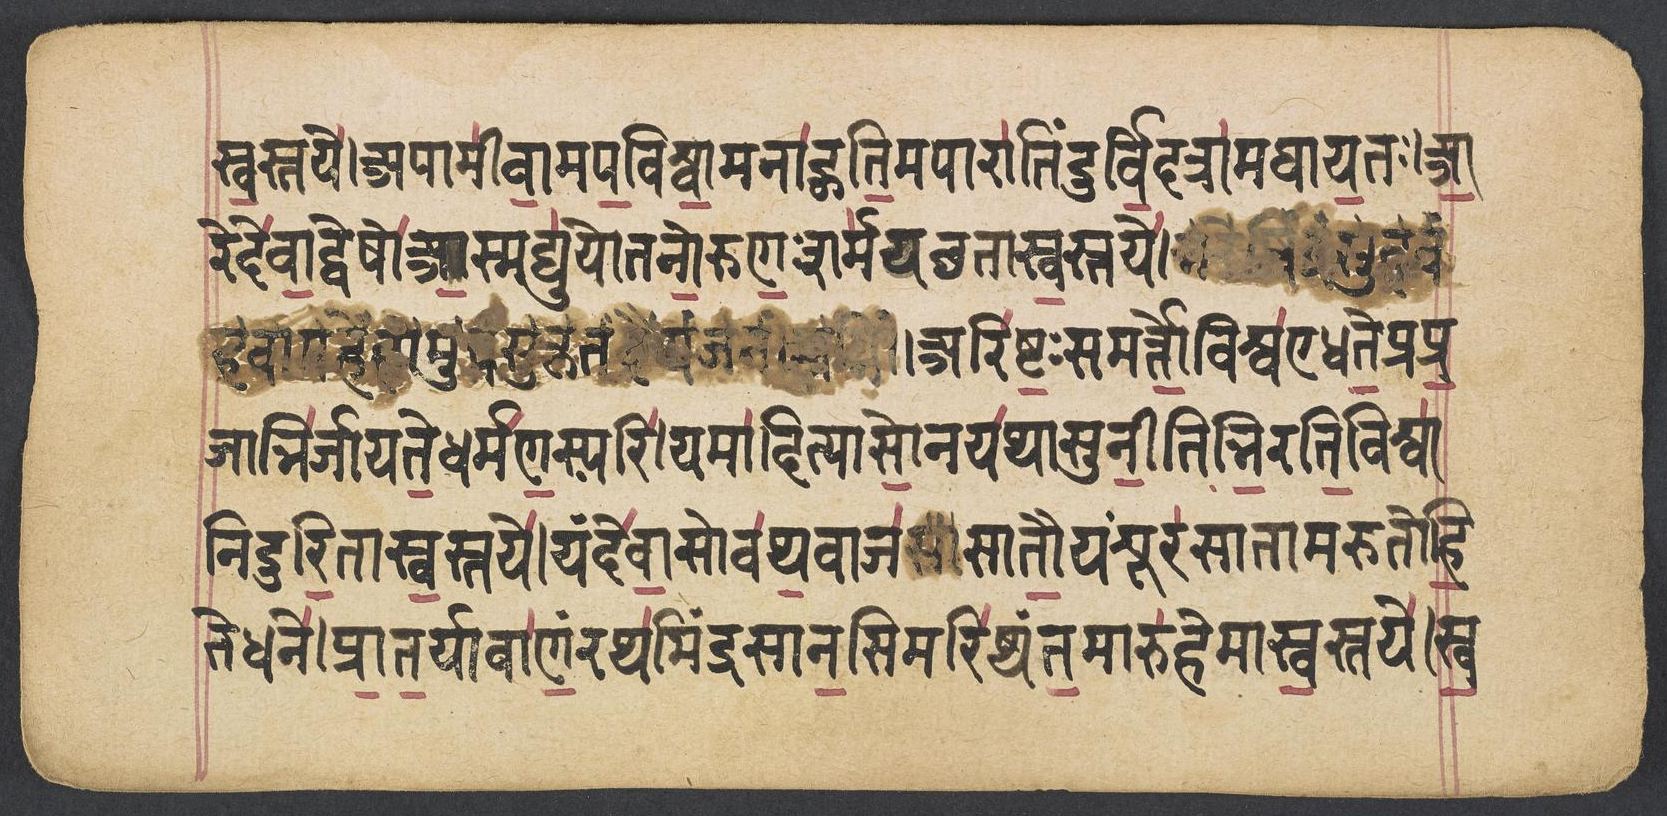 स्वस्तये।अपामीवामपविश्वामनाहुतिमपारातिंदुर्विदत्रामघायतः।आ
रेदेवाद्वेषोअस्मद्युयोतनोरुणःशर्मयछतास्वस्तये।
।अरिष्टःसमर्त्तोविश्वएधतेप्रप्र
जाभिर्जायतेधर्मणस्परि।यमादित्यासोनयथासुनीतिभिरतिविश्वा
निदुरितास्वस्तये।यंदेवासोवथवाजसातौयंशूरसातामरुतोहि
तेधने।प्रातर्यावाणंरथमिंद्रसानसिमरिष्यंतमारुहेमास्वस्तये।स्व